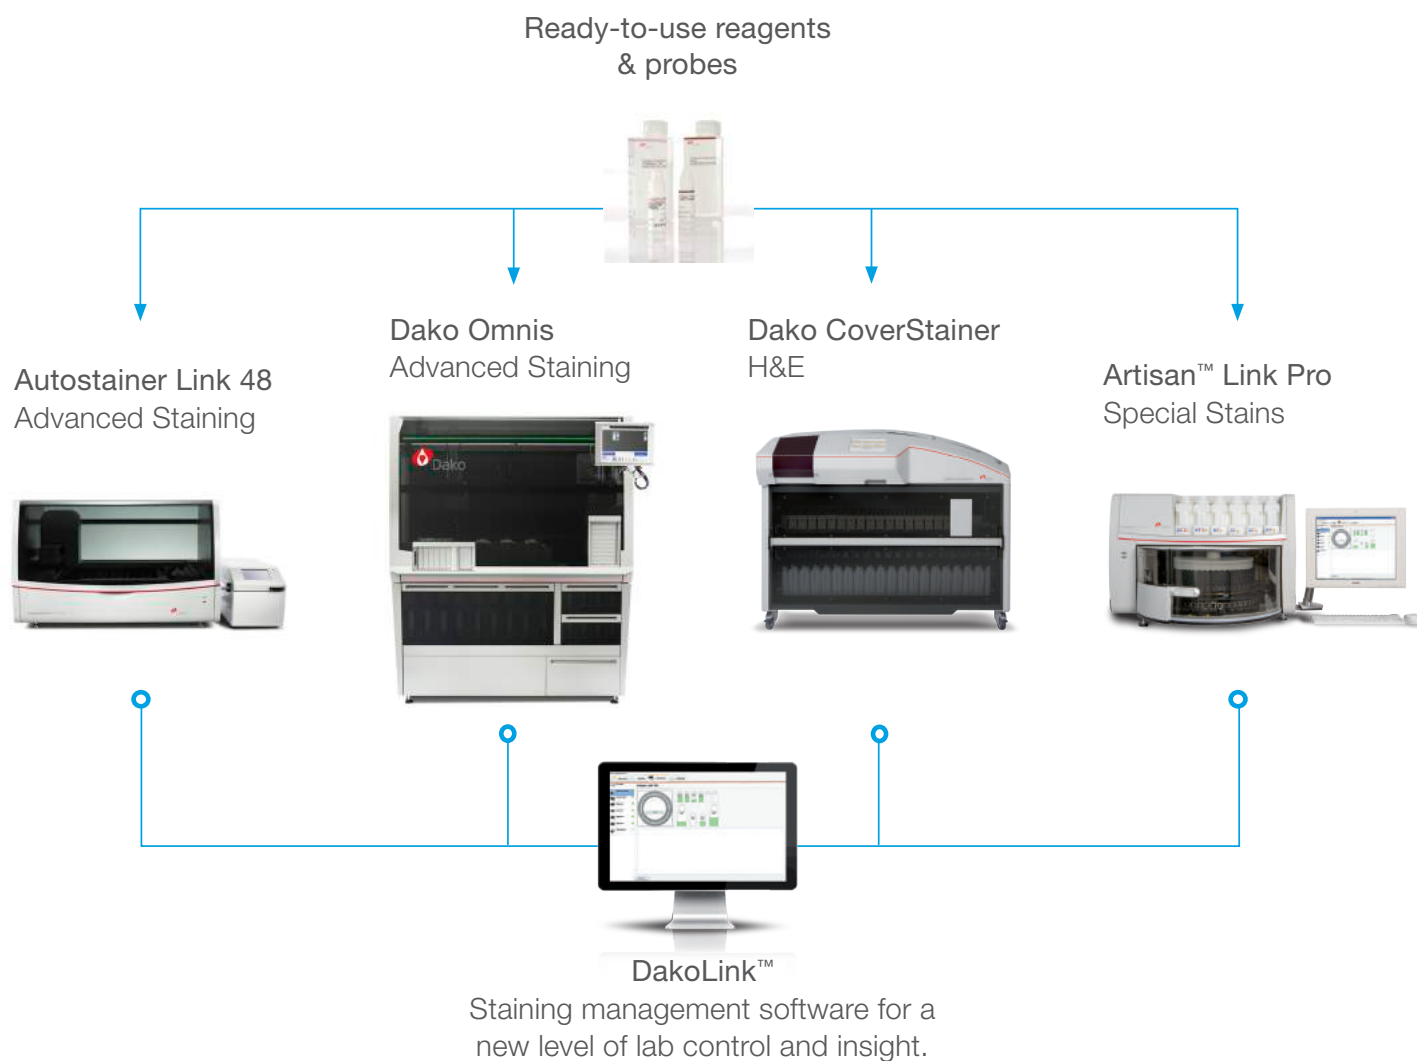 Ready-to-use reagents
& probes
Dako Omnis
Advanced Staining
Dako CoverStainer
H&E
Autostainer Link 48
Advanced Staining
Artisan™ Link Pro
Special Stains
Dako
DakoLink™
Staining management software for a
new level of lab control and insight.